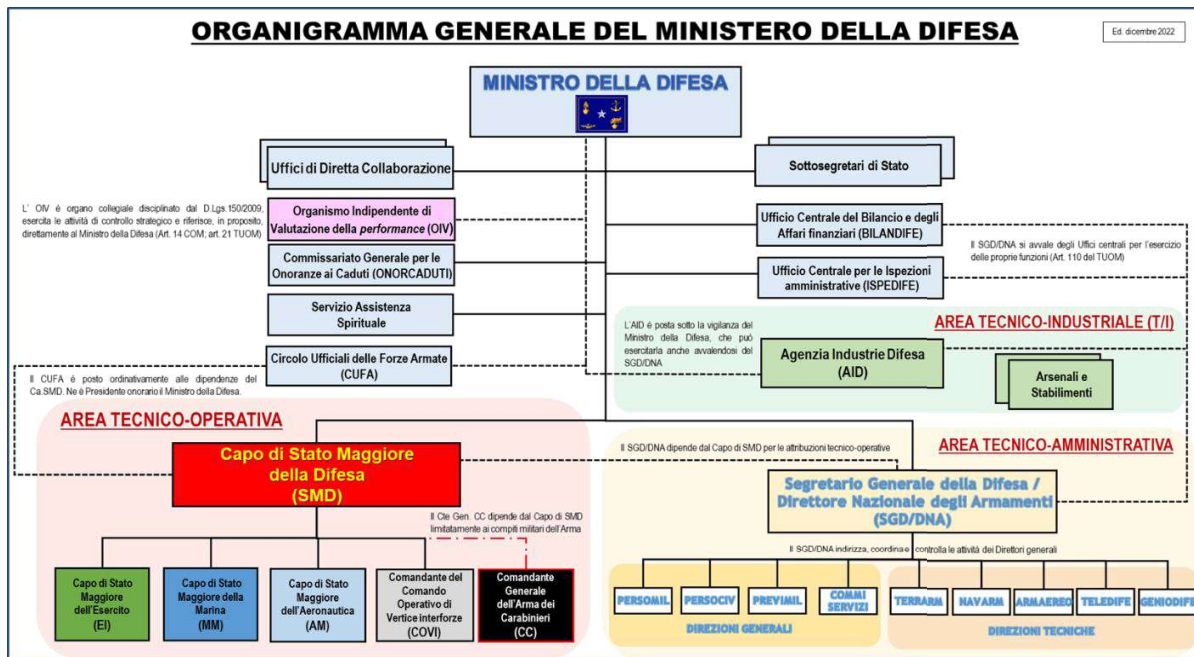 ORGANIGRAMMA GENERALE DEL MINISTERO DELLA DIFESA
Ed. dicembre 2022
MINISTRO DELLA DIFESA
Uffici di Diretta Collaborazione
Sottosegretari di Stato
L' OIV é organo collegiale disciplinato dal D.Lgs.150/2009,
esercita le attività di controllo strategico e riferisce, in proposito,
direttamente al Ministro della Difesa (Art. 14 COM; art. 21 TUOM)
Organismo Indipendente di
Valutazione della performance (OIV)
Ufficio Centrale del Bilancio e degli
Affari finanziari (BILANDIFE)
Il SGD/DNA si avvale degli Uffici centrali per l'esercizio
delle proprie funzioni (Art. 110 del TUOM)
Commissariato Generale per le
Onoranze ai Caduti (ONORCADUTI)
Ufficio Centrale per le Ispezioni
amministrative (ISPEDIFE)
Servizio Assistenza
Spirituale
L'AID é posta sotto la vigilanza del
Ministro della Difesa, che può
esercitarla anche avvalendosi del
SGD/DNA
AREA TECNICO-INDUSTRIALE (T/I)
Agenzia Industrie Difesa
(AID)
Arsenali e
Stabilimenti
Circolo Ufficiali delle Forze Armate
(CUFA)
Il CUFA é posto ordinativamente alle dipendenze del
Ca.SMD. Ne é Presidente onorario il Ministro della Difesa.
AREA TECNICO-OPERATIVA
Capo di Stato Maggiore
della Difesa
(SMD)
Il SGD/DNA dipende dal Capo di SMD per le attribuzioni tecnico-operative
AREA TECNICO-AMMINISTRATIVA
Segretario Generale della Difesa /
Direttore Nazionale degli Armamenti
(SGD/DNA)
Il Cte Gen. CC dipende dal Capo di SMD
limitatamente ai compiti militari dell'Arma
Il SGD/DNA indirizza, coordina e controlla le attività dei Direttori generali
Capo di Stato
Maggiore
dell'Esercito
(EI)
Capo di Stato
Maggiore della
Marina
(MM)
Capo di Stato
Maggiore
dell'Aeronautica
(AM)
Comandante del
Comando
Operativo di
Vertice interforze
(COVI)
Comandante
Generale
dell'Arma dei
Carabinieri
(CC)
PERSOMIL
PERSOCIV
PREVIMIL
COMMI
SERVIZI
TERRARM
NAVARM
ARMAEREO
TELEDIFE
GENIODIFE
DIREZIONI GENERALI
DIREZIONI TECNICHE